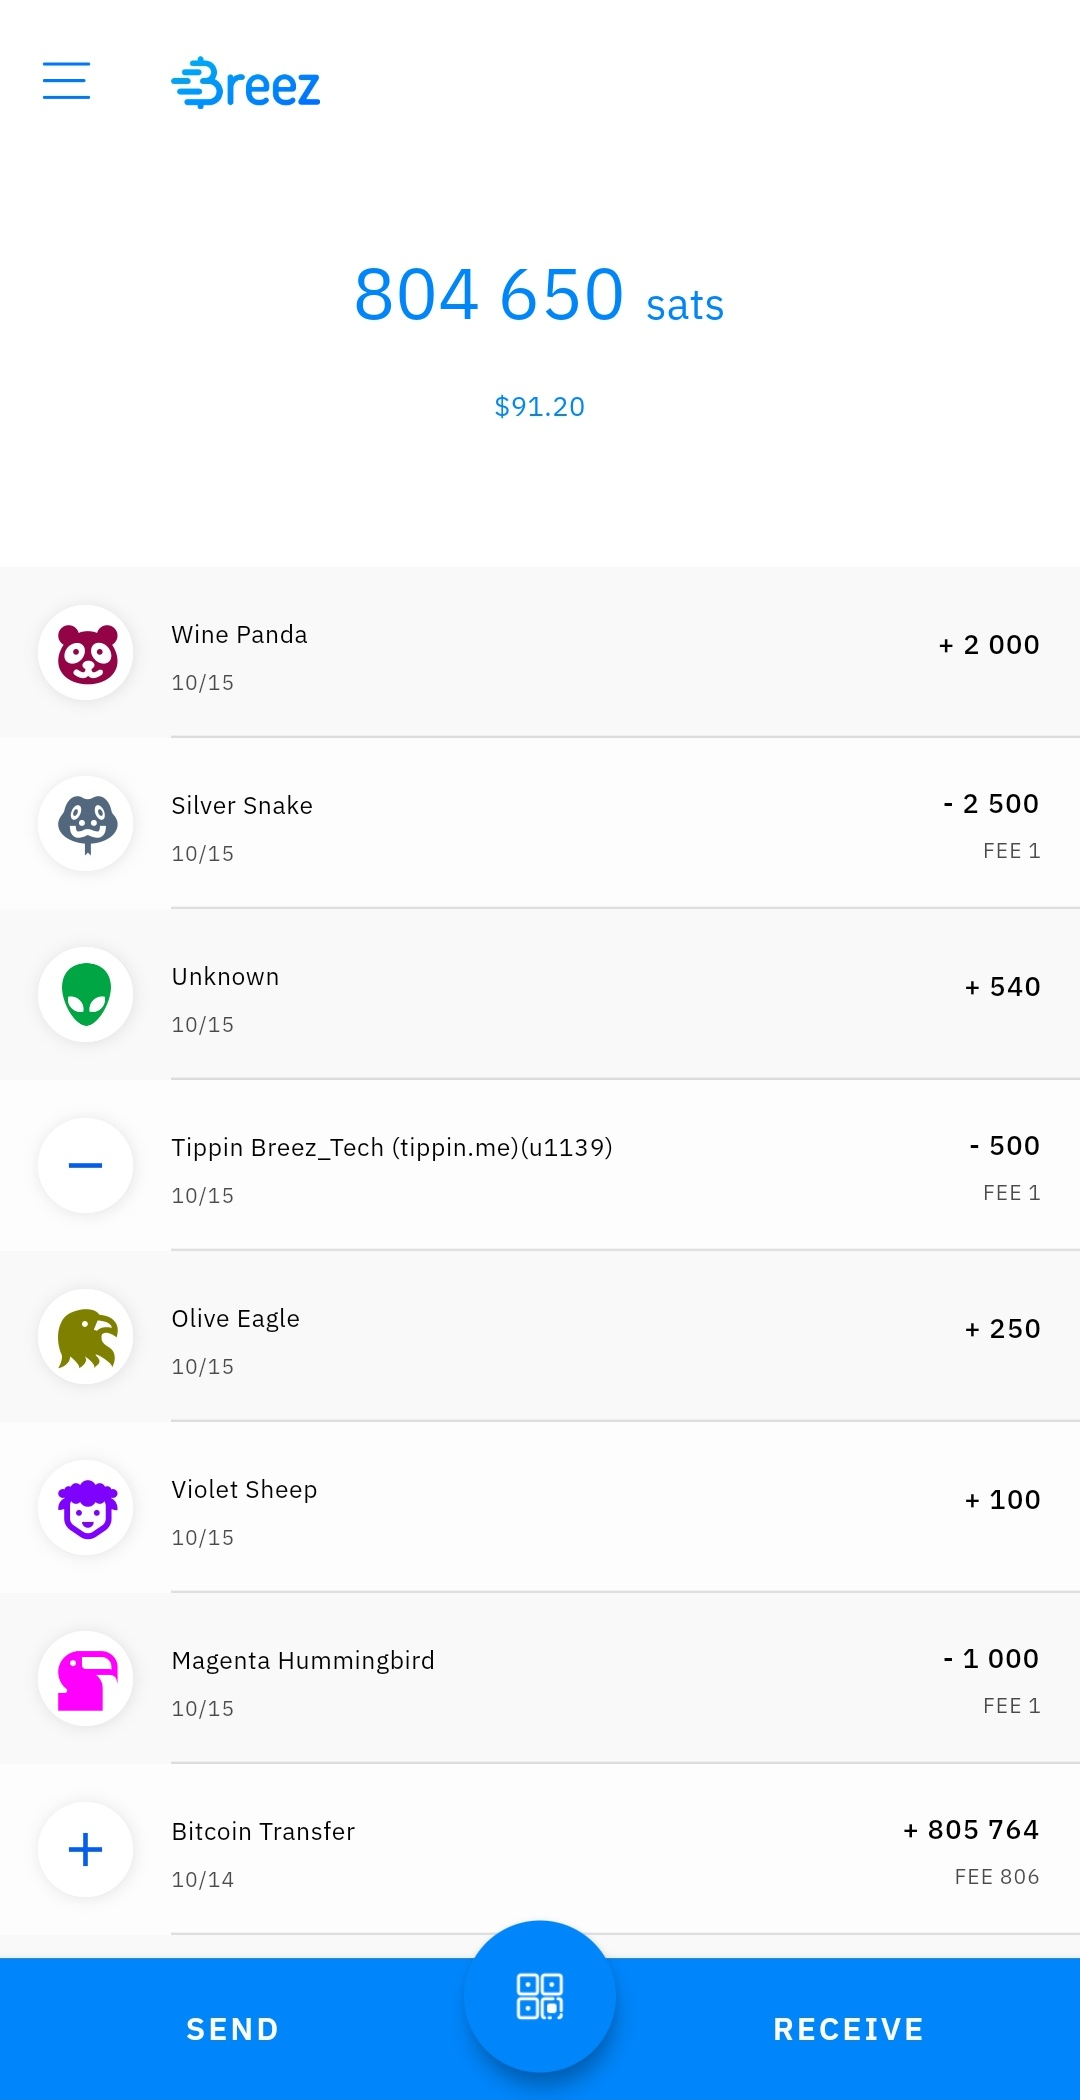 Breez
804 650 sats
$91.20
Wine Panda
+ 2 000
10/15
Silver Snake
- 2 500
10/15
FEE 1
Unknown
+ 540
10/15
Tippin Breez_Tech (tippin.me)(u1139)
- 500
10/15
FEE 1
Olive Eagle
+ 250
10/15
Violet Sheep
+ 100
10/15
Magenta Hummingbird
- 1 000
10/15
FEE 1
Bitcoin Transfer
+ 805 764
10/14
FEE 806
SEND
RECEIVE